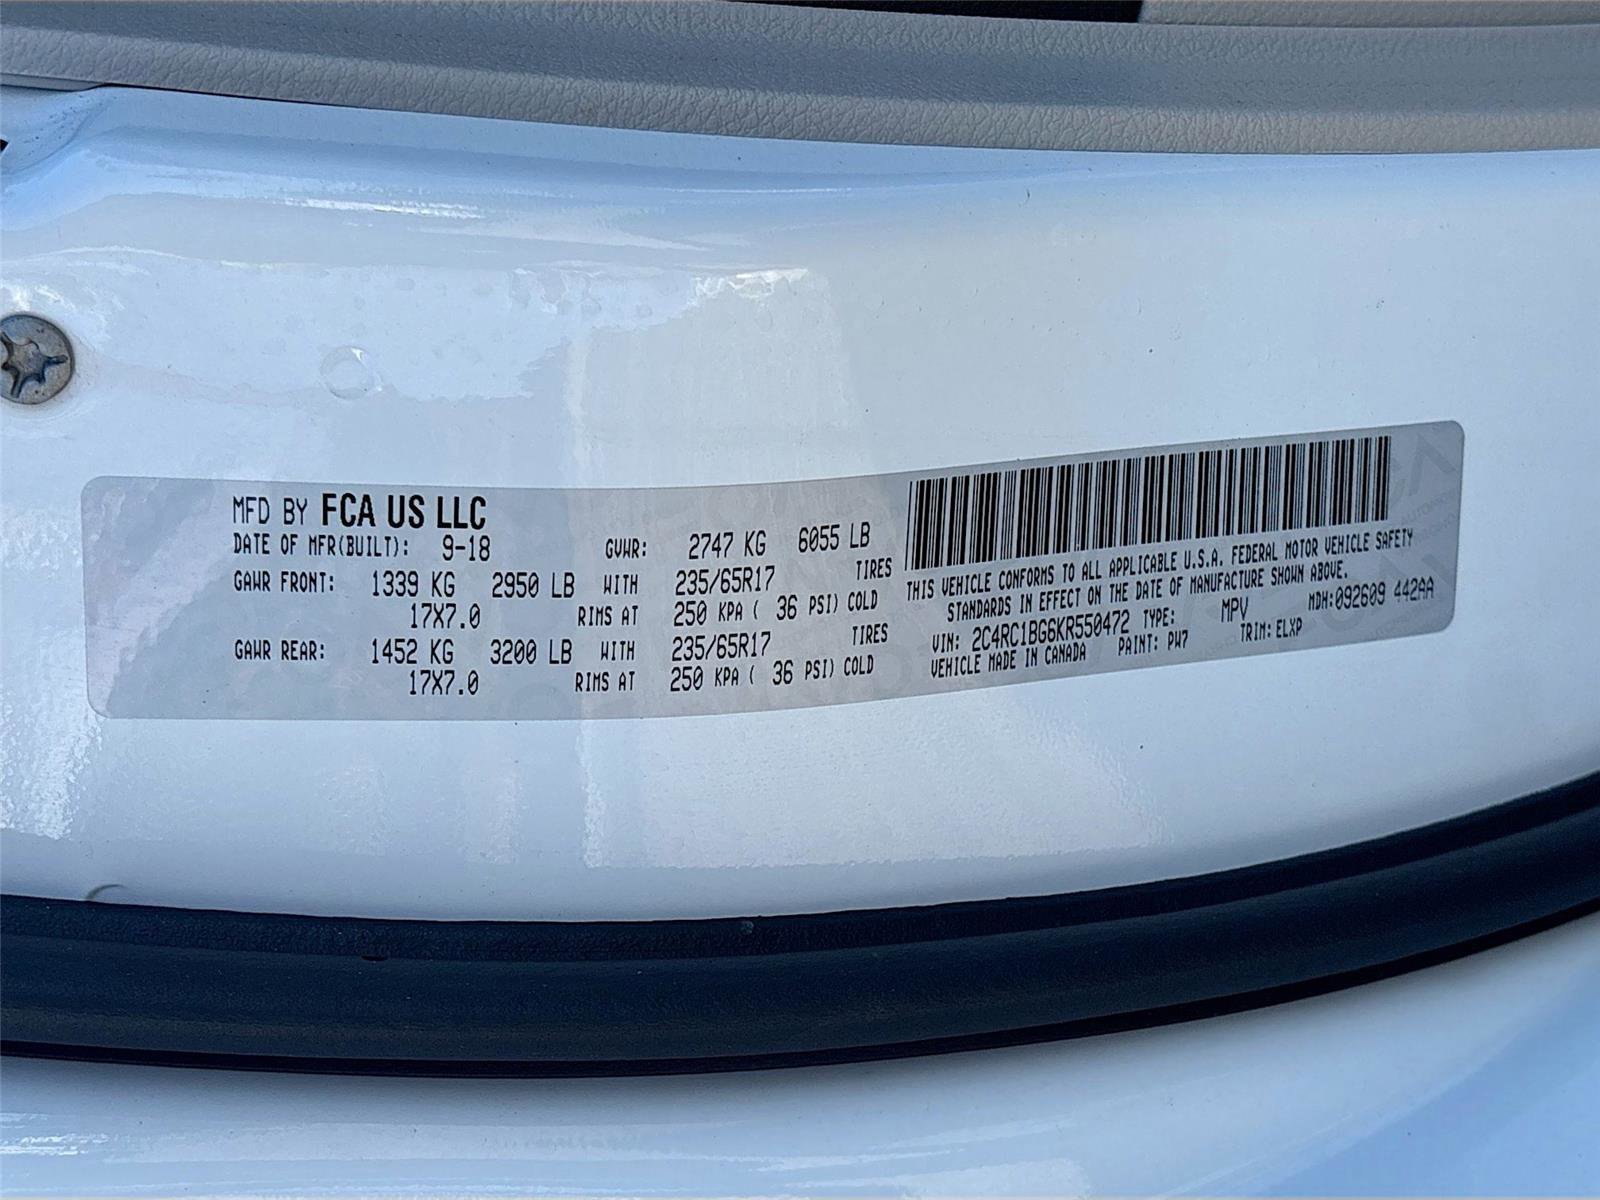 MFD BY FCA US LLC
DATE OF MFR(BUILT): 9-18 GVWR: 2747 KG 6055 LB
GAWR FRONT: 1339 KG 2950 LB WITH 235/65R17 TIRES
17X7.0 RIMS AT 250 KPA ( 36 PSI) COLD
GAWR REAR: 1452 KG 3200 LB WITH 235/65R17 TIRES
17X7.0 RIMS AT 250 KPA ( 36 PSI) COLD
THIS VEHICLE CONFORMS TO ALL APPLICABLE U.S.A. FEDERAL MOTOR VEHICLE SAFETY
STANDARDS IN EFFECT ON THE DATE OF MANUFACTURE SHOWN ABOVE.
VIN: 2C4RC1BG6KR550472 TYPE: MPV MDH:092609 442AA
VEHICLE MADE IN CANADA PAINT: PW7 TRIM: ELXP